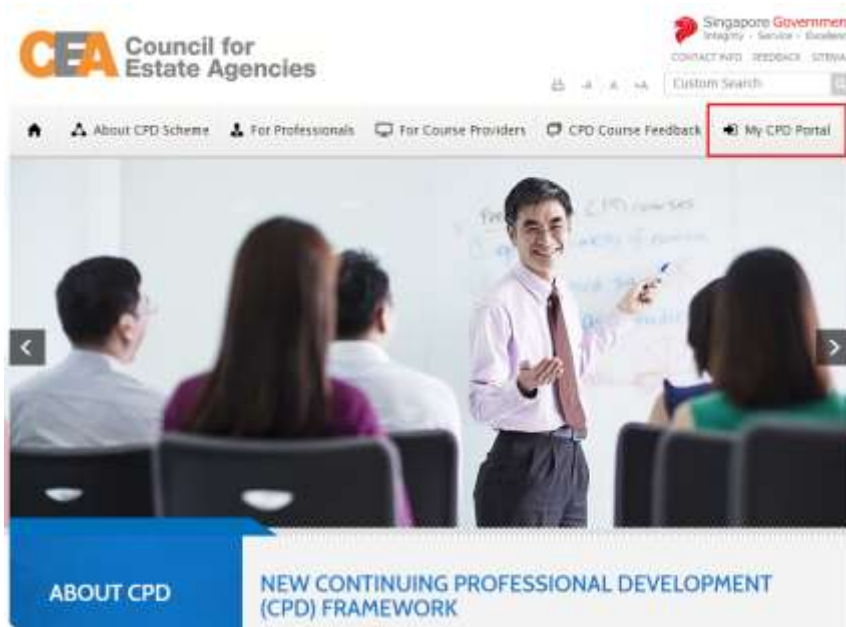 CEA Council for
Estate Agencies
Singapore Government
Integrity · Service · Excellence
CONTACT INFO FEEDBACK SITEMAP
-A A +A Custom Search
About CPD Scheme For Professionals For Course Providers CPD Course Feedback My CPD Portal
CPD courses
ABOUT CPD
NEW CONTINUING PROFESSIONAL DEVELOPMENT
(CPD) FRAMEWORK